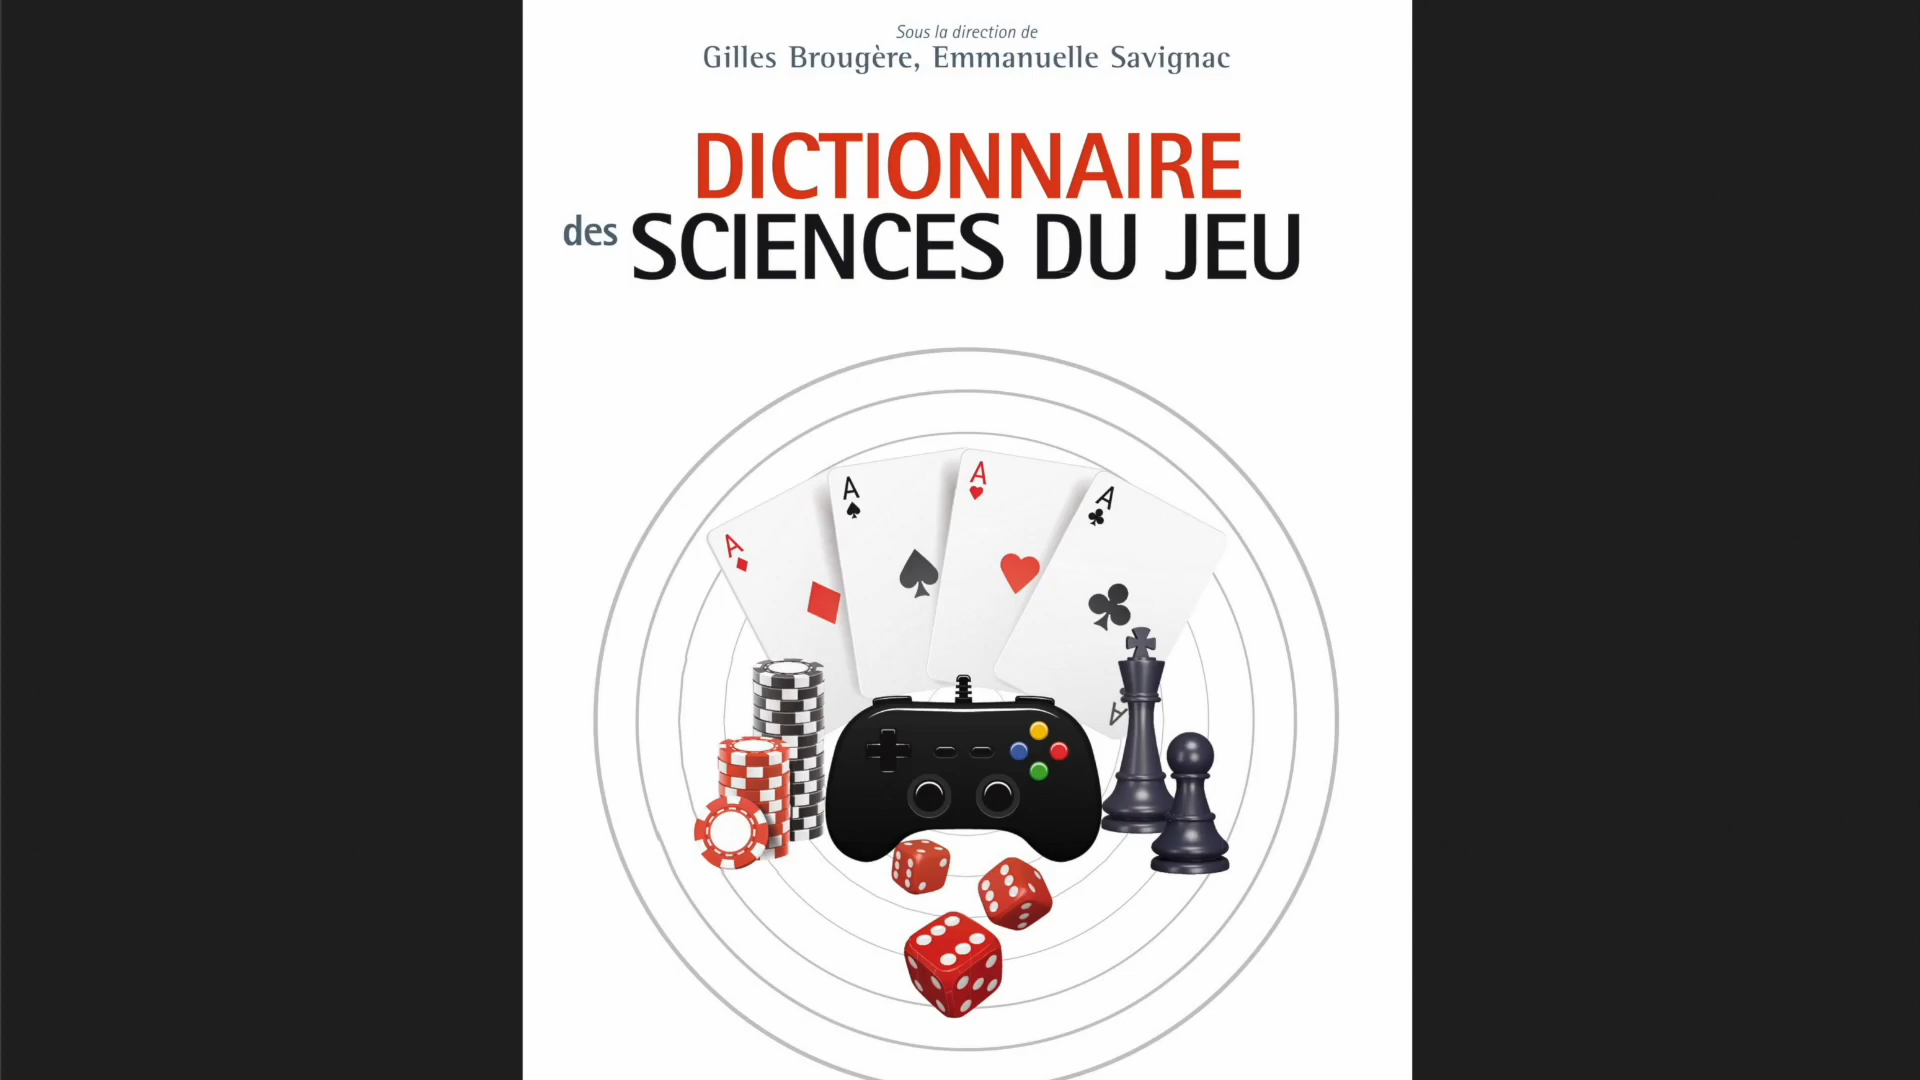 Sous la direction de
Gilles Brougère, Emmanuelle Savignac
DICTIONNAIRE
des SCIENCES DU JEU
A
A
A
A
A